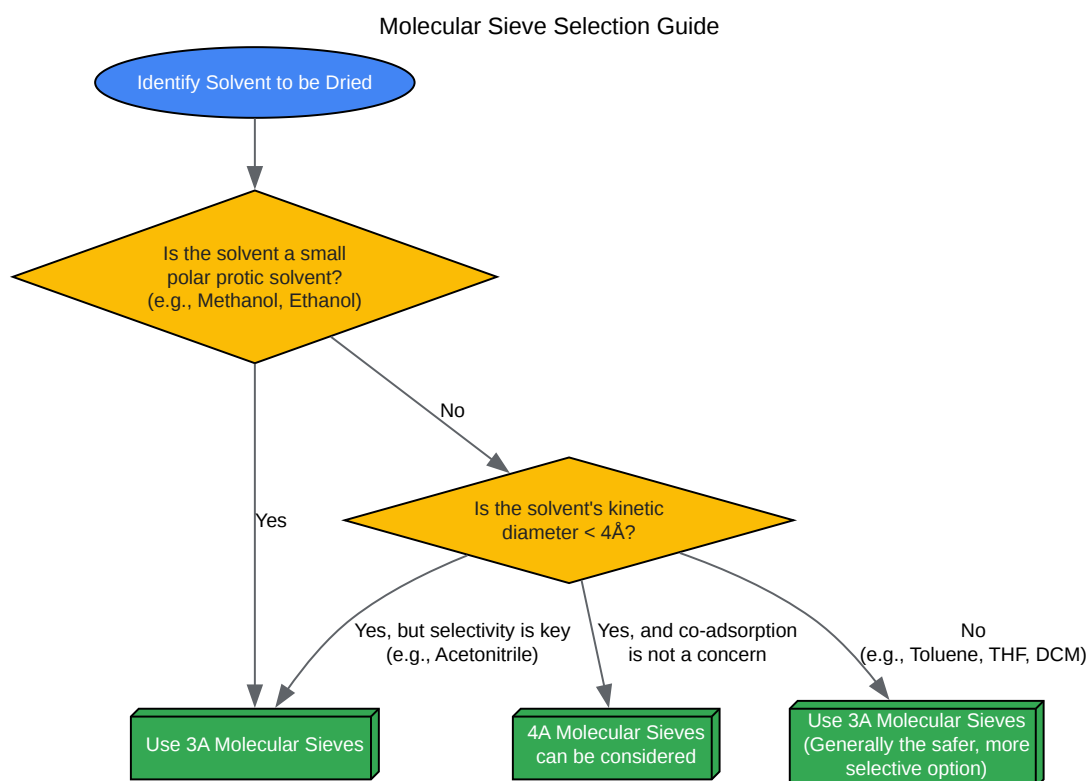 Molecular Sieve Selection Guide
Identify Solvent to be Dried
Is the solvent a small
polar protic solvent?
(e.g., Methanol, Ethanol)
No
Yes
Is the solvent's kinetic
diameter < 4Å?
Yes, but selectivity is key
(e.g., Acetonitrile)
Yes, and co-adsorption
is not a concern
No
(e.g., Toluene, THF, DCM)
Use 3A Molecular Sieves
4A Molecular Sieves
can be considered
Use 3A Molecular Sieves
(Generally the safer, more
selective option)